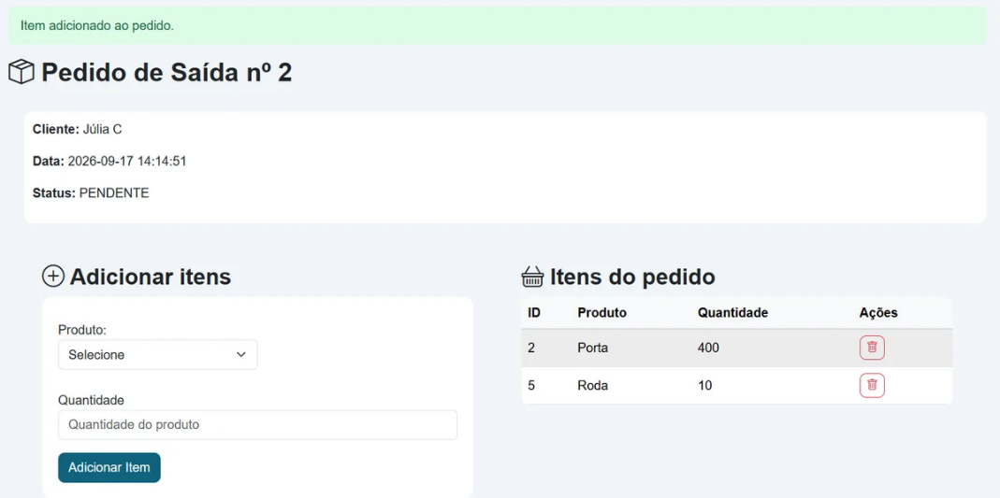 Item adicionado ao pedido.
Pedido de Saída nº 2
Cliente: Júlia C
Data: 2026-09-17 14:14:51
Status: PENDENTE
Adicionar itens
Produto:
Selecione
Quantidade
Quantidade do produto
Adicionar Item
Itens do pedido
ID Produto Quantidade Ações
2 Porta 400
5 Roda 10